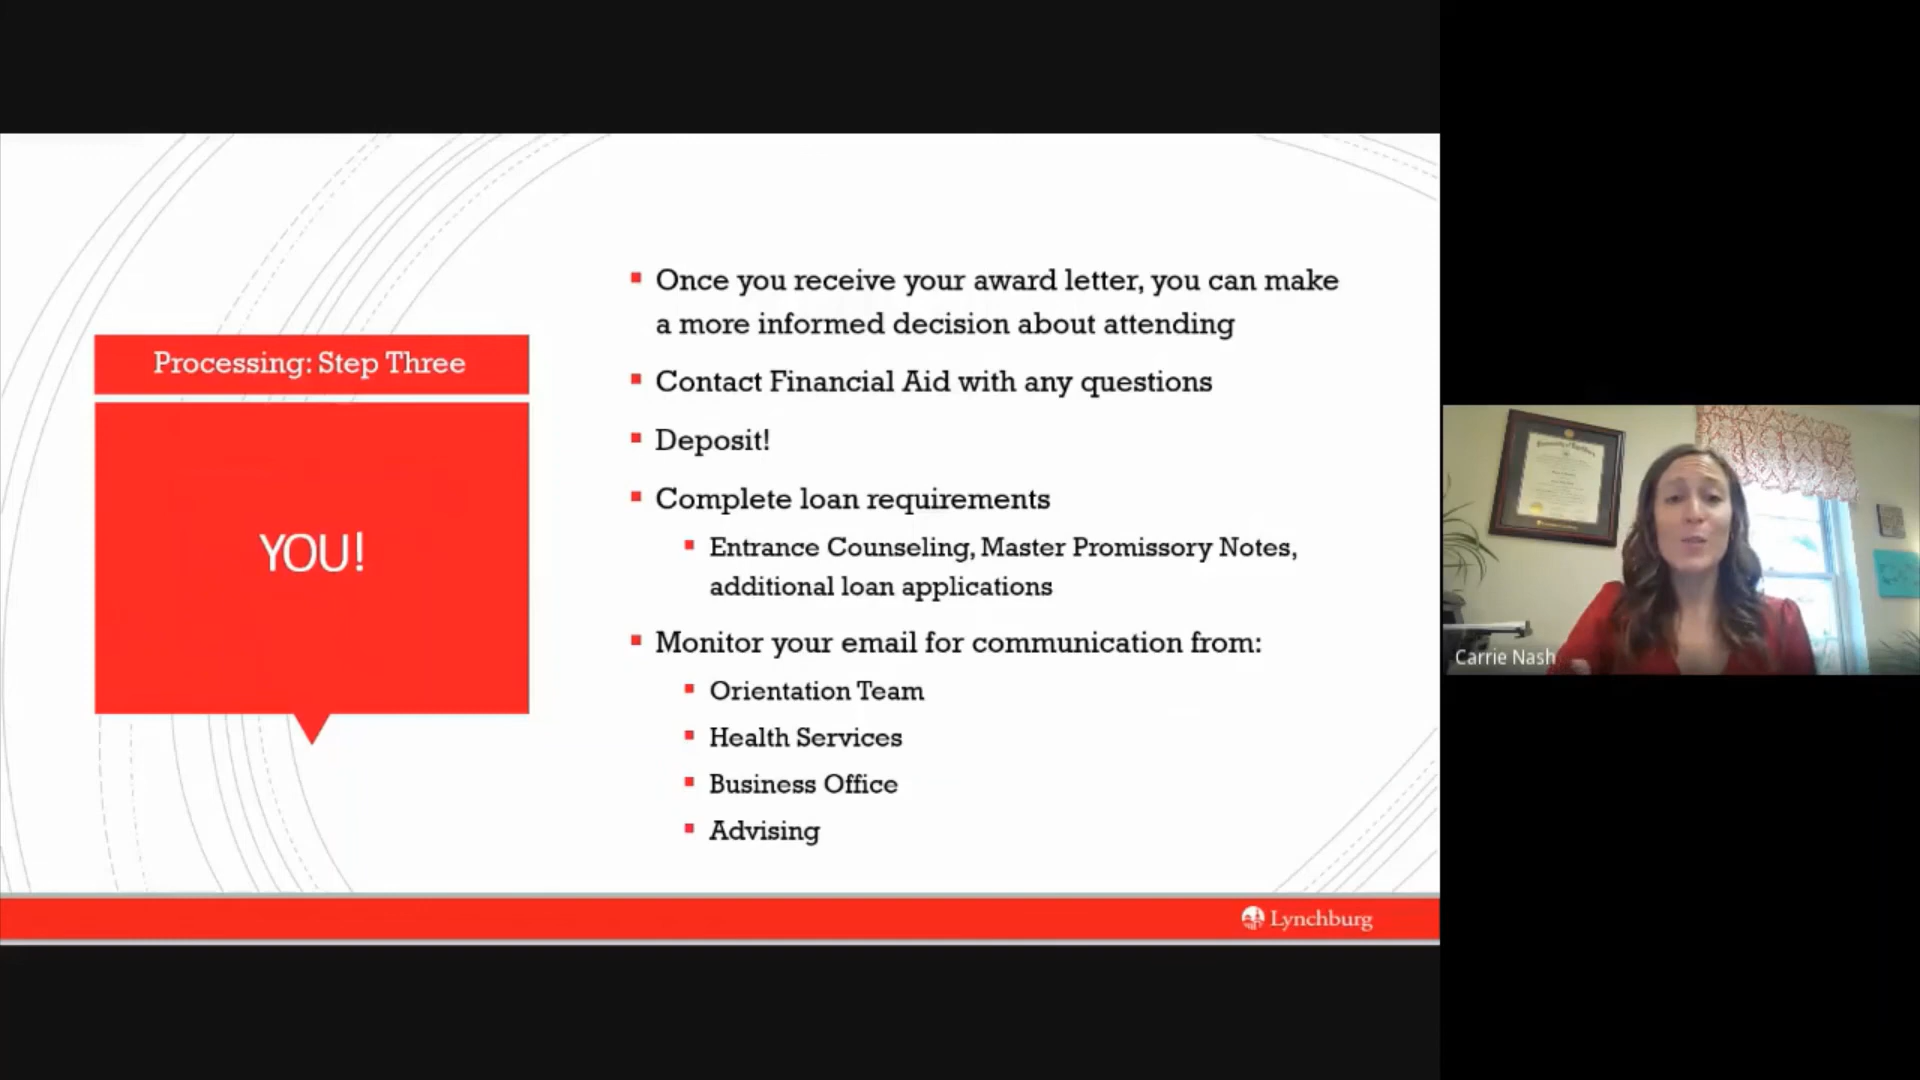 Processing: Step Three
YOU!
Once you receive your award letter, you can make
a more informed decision about attending
Contact Financial Aid with any questions
Deposit!
Complete loan requirements
Entrance Counseling, Master Promissory Notes,
additional loan applications
Monitor your email for communication from:
Orientation Team
Health Services
Business Office
Advising
Lynchburg
Carrie Nash